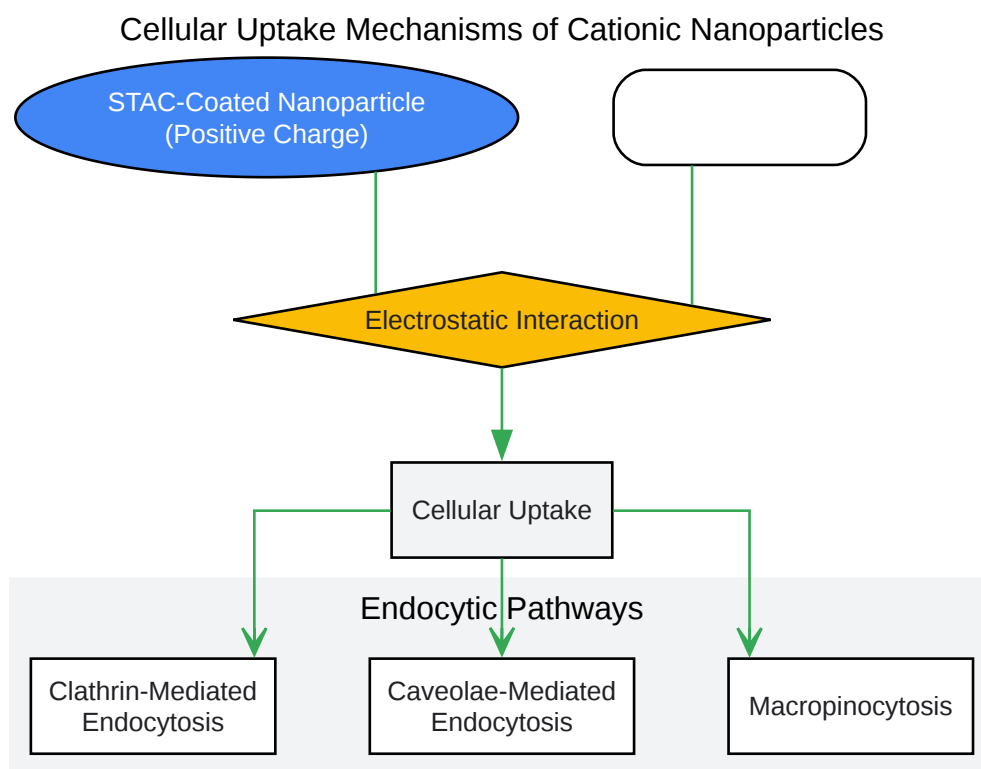 Cellular Uptake Mechanisms of Cationic Nanoparticles
STAC-Coated Nanoparticle
(Positive Charge)
Electrostatic Interaction
Cellular Uptake
Endocytic Pathways
Clathrin-Mediated
Endocytosis
Caveolae-Mediated
Endocytosis
Macropinocytosis